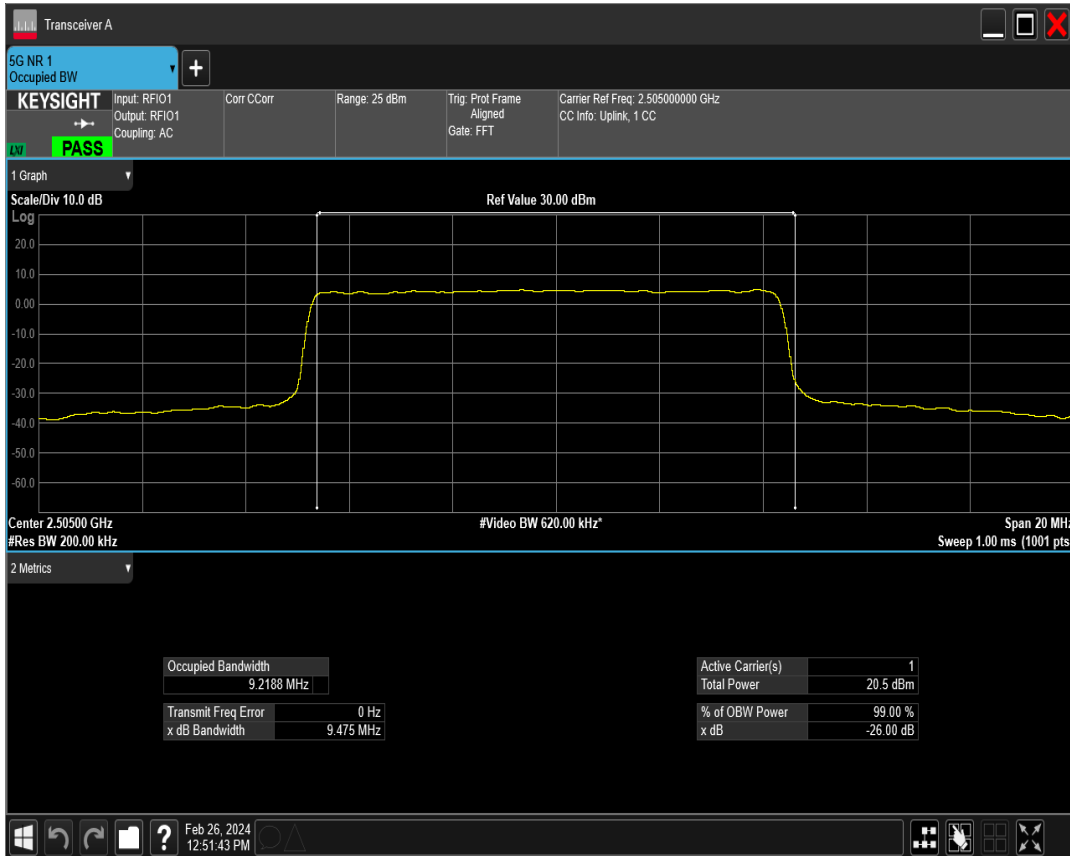 Transceiver A
5G NR 1
Occupied BW
+
KEYSIGHT
Input: RFIO1
Output: RFIO1
Coupling: AC
Corr CCorr
Range: 25 dBm
Trig: Prot Frame
Aligned
Gate: FFT
Carrier Ref Freq: 2.505000000 GHz
CC Info: Uplink, 1 CC
LXI
PASS
1 Graph
Scale/Div 10.0 dB
Ref Value 30.00 dBm
Log
20.0
10.0
0.00
-10.0
-20.0
-30.0
-40.0
-50.0
-60.0
Center 2.50500 GHz
#Video BW 620.00 kHz*
Span 20 MHz
#Res BW 200.00 kHz
Sweep 1.00 ms (1001 pts
2 Metrics
Occupied Bandwidth
9.2188 MHz
Transmit Freq Error 0 Hz
x dB Bandwidth 9.475 MHz
Active Carrier(s) 1
Total Power 20.5 dBm
% of OBW Power 99.00 %
x dB -26.00 dB
?
Feb 26, 2024
12:51:43 PM